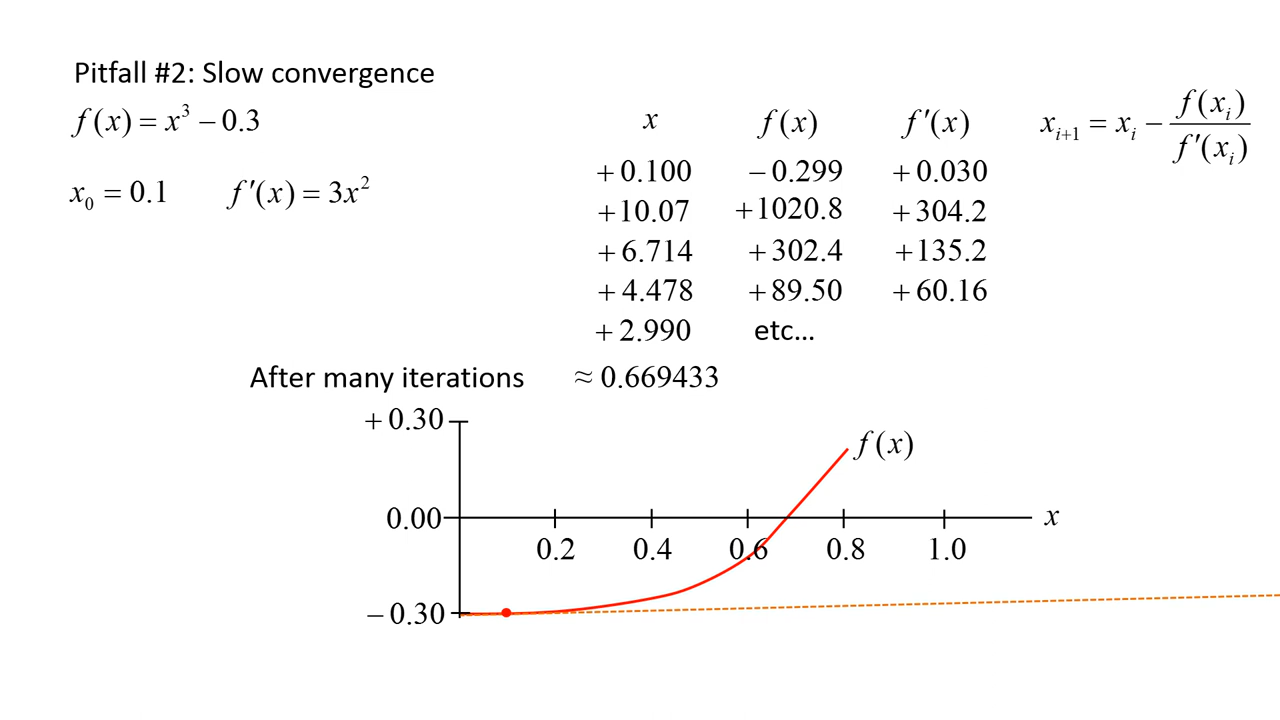 Pitfall #2: Slow convergence
f(x) = x³ − 0.3
x₀ = 0.1 f′(x) = 3x²
x f(x) f′(x)
+0.100 −0.299 +0.030
+10.07 +1020.8 +304.2
+6.714 +302.4 +135.2
+4.478 +89.50 +60.16
+2.990 etc...
xᵢ₊₁ = xᵢ − f(xᵢ) / f′(xᵢ)
After many iterations ≈ 0.669433
+0.30
f(x)
0.00 x
0.2 0.4 0.6 0.8 1.0
−0.30